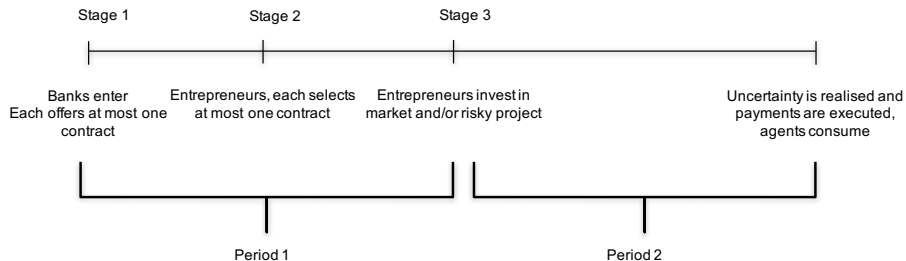 Stage 1
Stage 2
Stage 3
Banks enter
Each offers at most one
contract
Entrepreneurs, each selects
at most one contract
Entrepreneurs invest in
market and/or risky project
Uncertainty is realised and
payments are executed,
agents consume
Period 1
Period 2